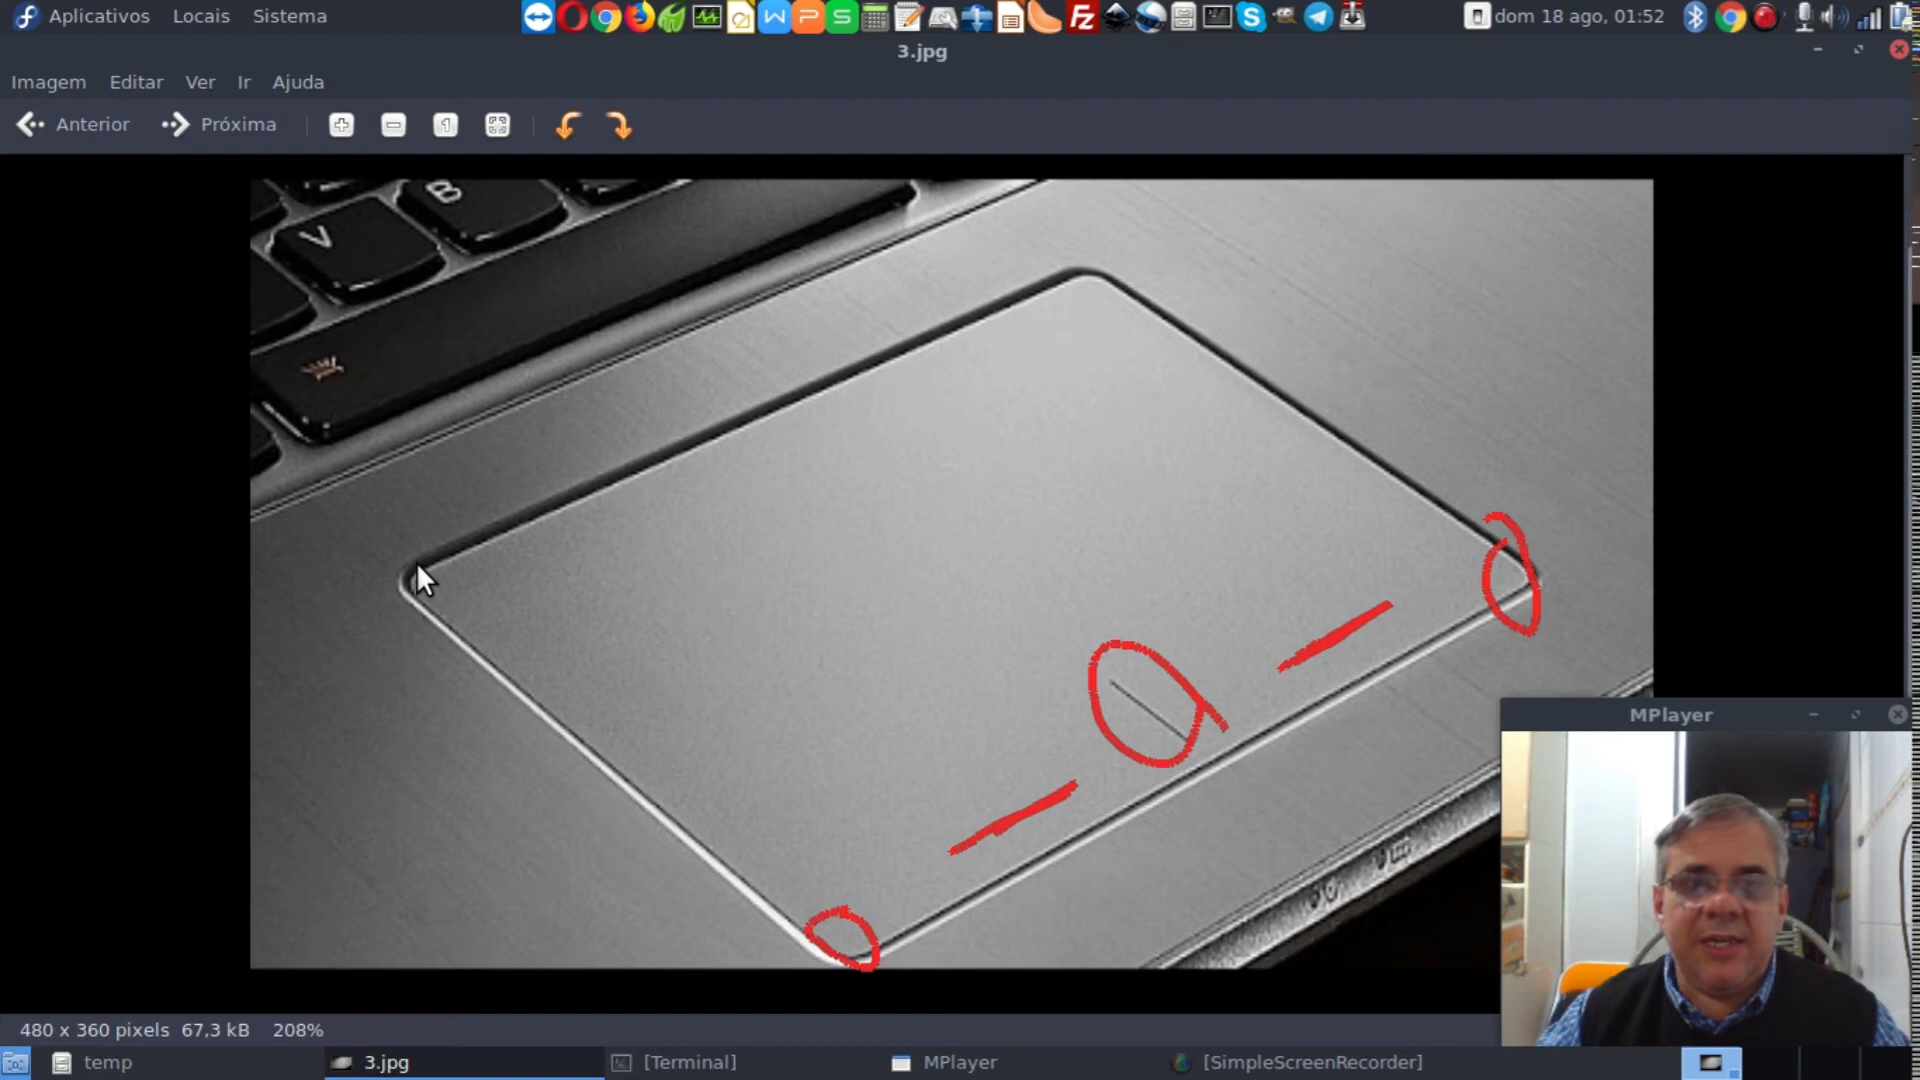 Aplicativos Locais Sistema
dom 18 ago, 01:52
3.jpg
Imagem Editar Ver Ir Ajuda
Anterior Próxima
B
V
MPlayer
480 x 360 pixels 67,3 kB 208%
temp 3.jpg [Terminal] MPlayer [SimpleScreenRecorder]